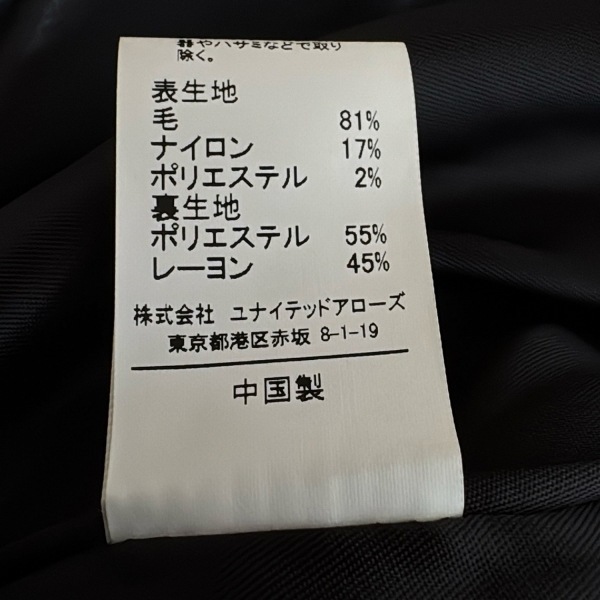 器やハサミなどで取り
除く。
表生地
毛 81%
ナイロン 17%
ポリエステル 2%
裏生地
ポリエステル 55%
レーヨン 45%
株式会社 ユナイテッドアローズ
東京都港区赤坂 8-1-19
中国製